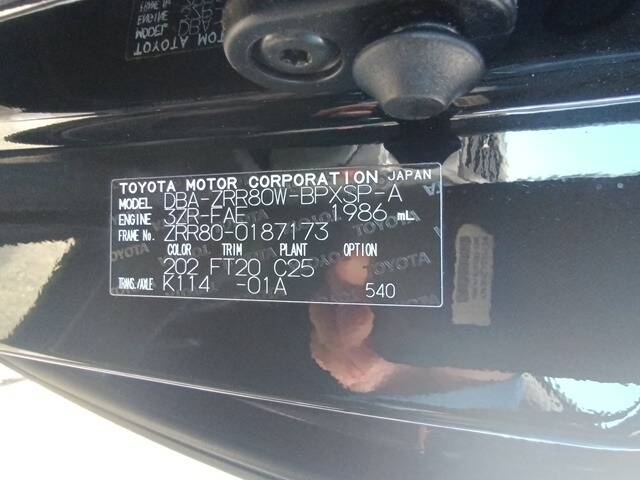 TOYOTA MOTOR CORPORATION JAPAN
MODEL DBA-ZRR80W-BPXSP-A
ENGINE 3ZR-FAE 1986 mL
FRAME No. ZRR80-0187173
COLOR TRIM PLANT OPTION
202 FT20 C25
TRANS./AXLE K114 -01A 540